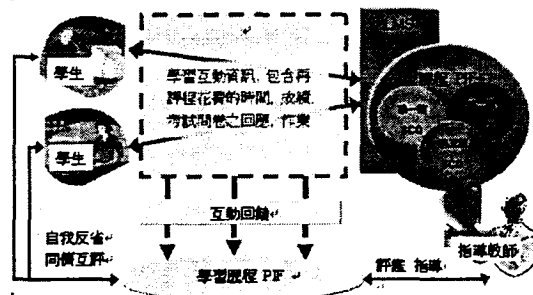 學生
學習互動資訊, 包含再
課程花費的時間, 成績,
考試問卷之回應, 作業
學生
SCO
互動回饋
自我反省
同儕互評
學習歷程 PIF
評鑑 指導
指導教師